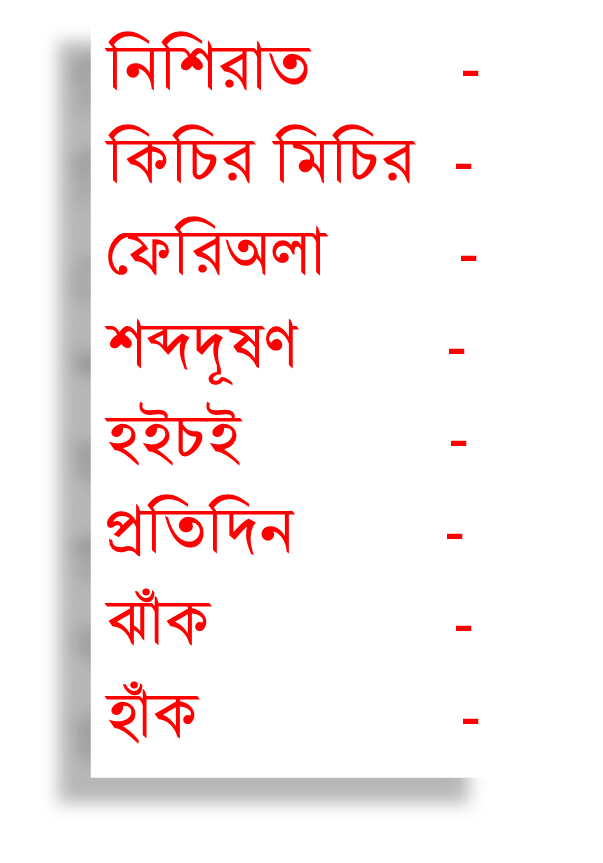 নিশিরাত -
কিচির মিচির -
ফেরিঅলা -
শব্দদূষণ -
হইচই -
প্রতিদিন -
ঝাঁক -
হাঁক -